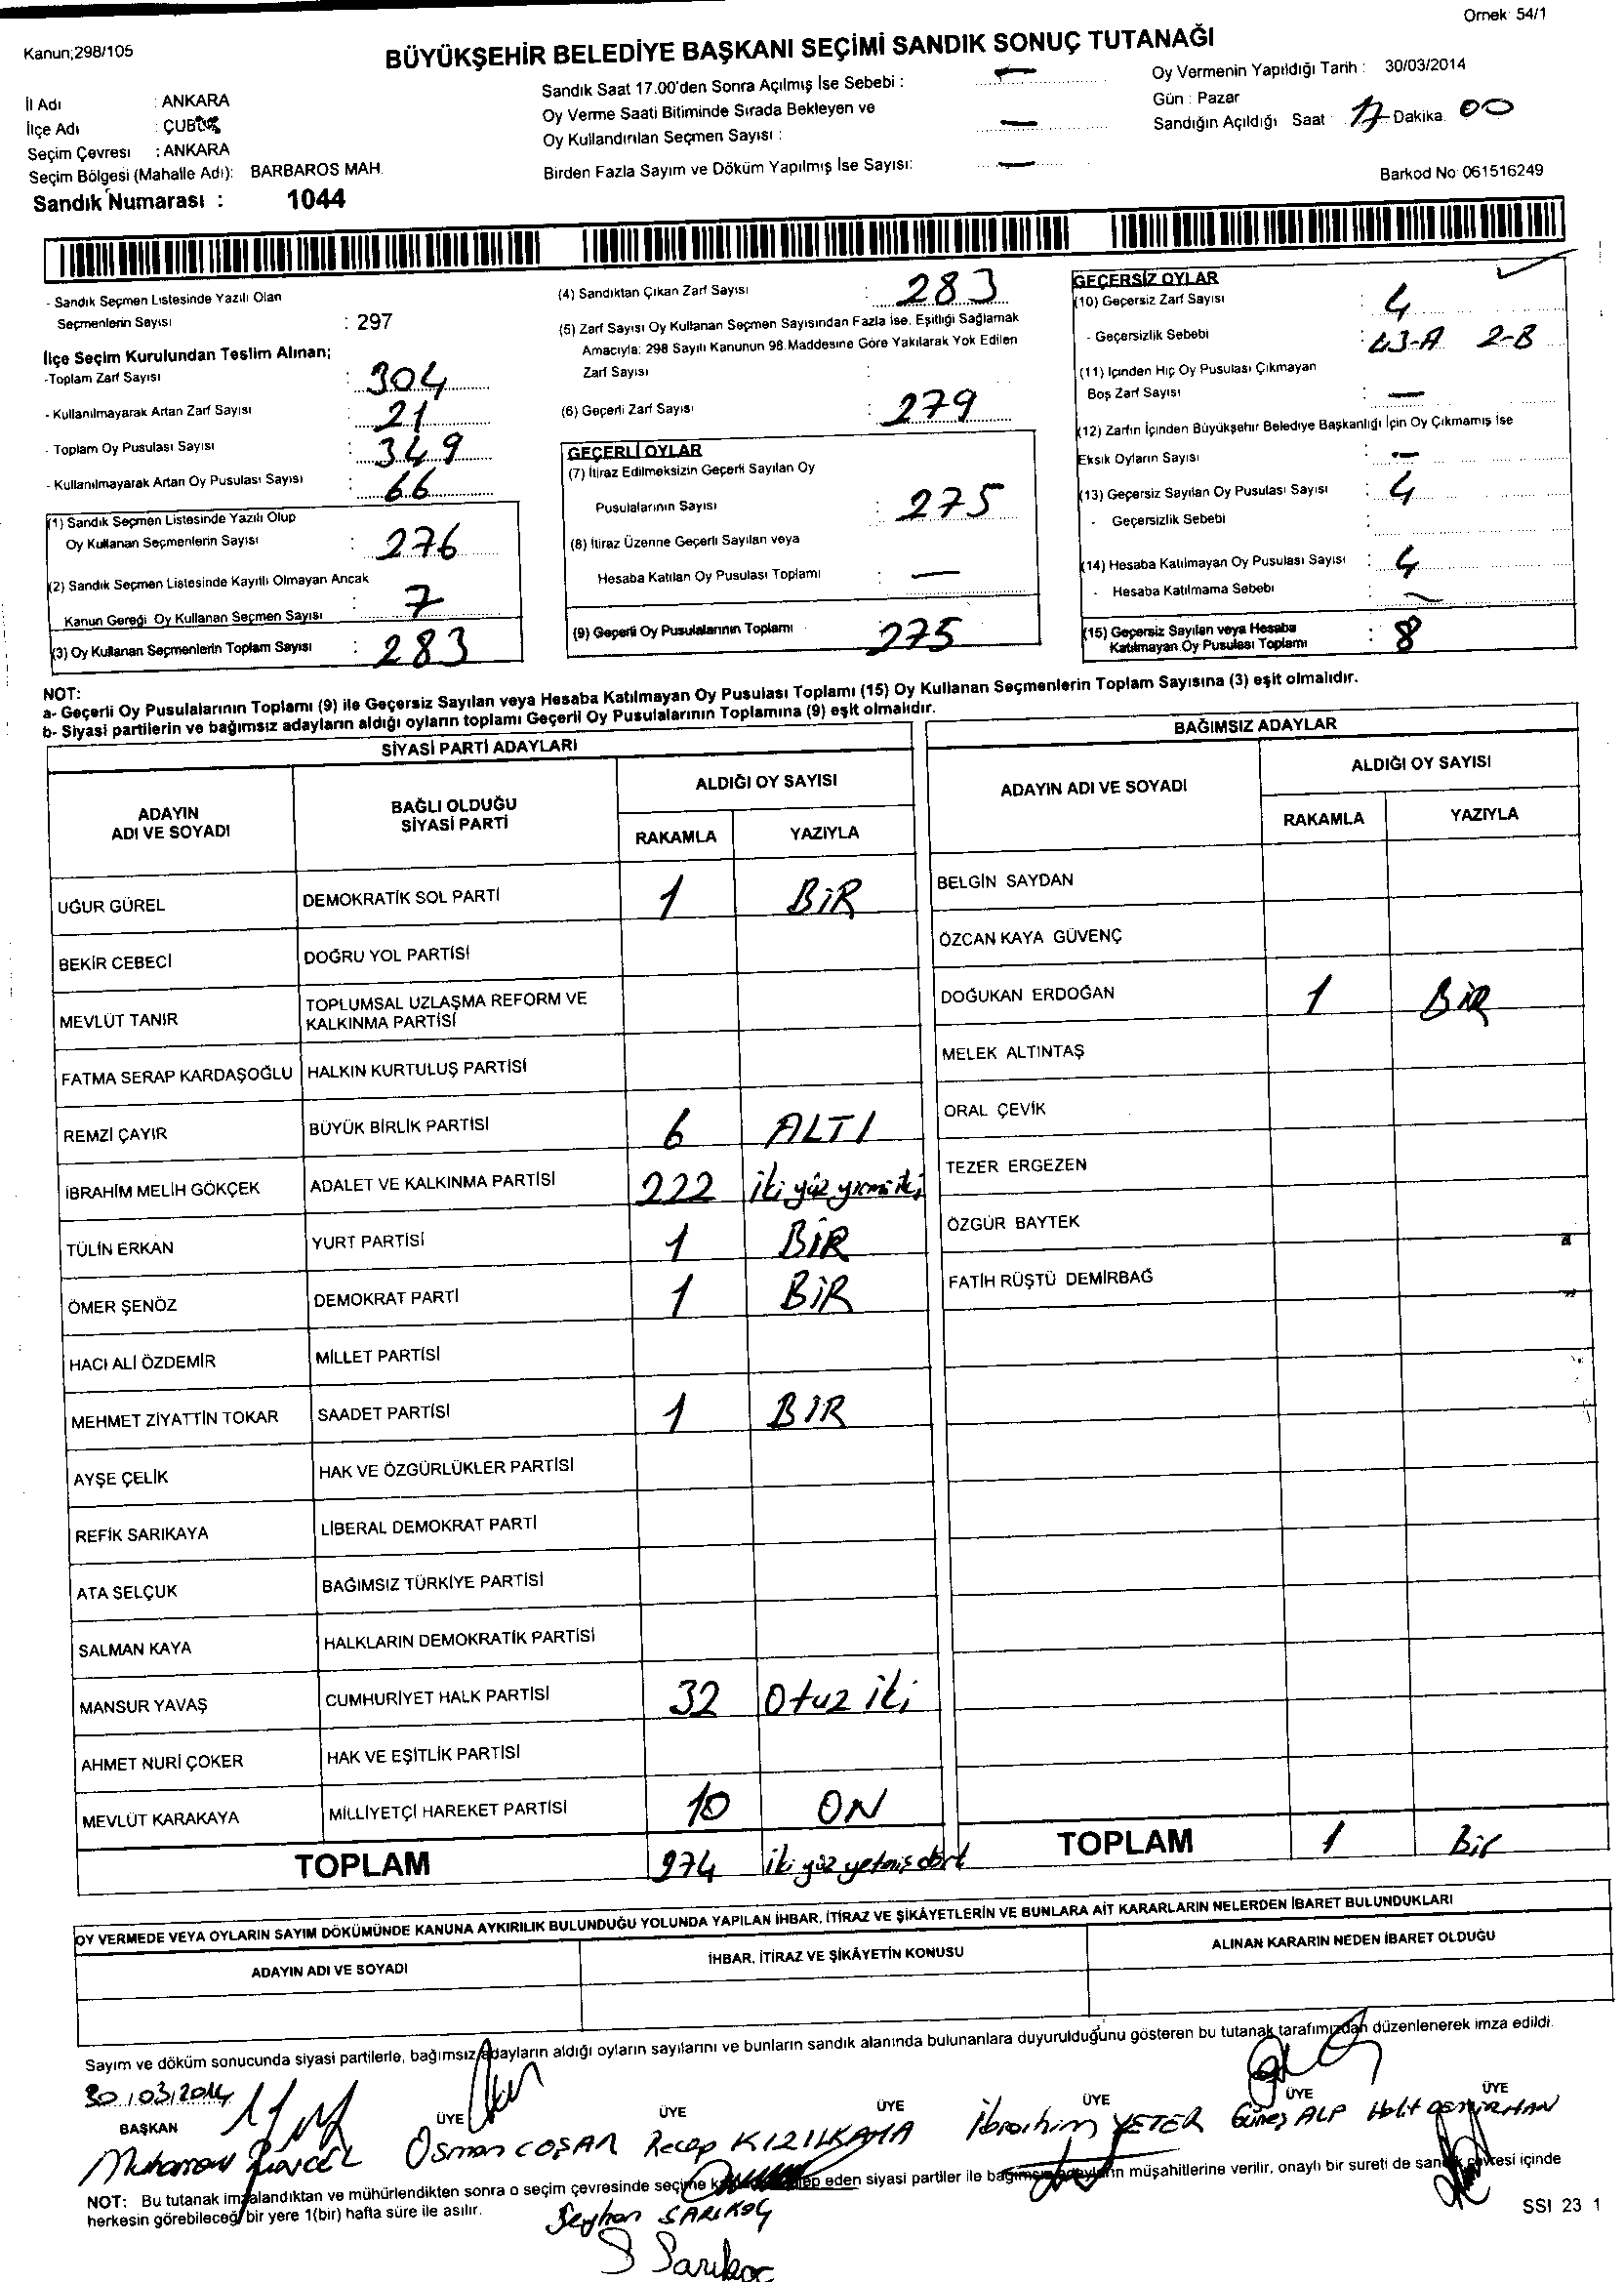 Ornek: 54/1
Kanun;298/105
BÜYÜKŞEHİR BELEDİYE BAŞKANI SEÇİMİ SANDIK SONUÇ TUTANAĞI
İl Adı : ANKARA
İlçe Adı : ÇUBUK
Seçim Çevresi : ANKARA
Seçim Bölgesi (Mahalle Adı): BARBAROS MAH.
Sandık Numarası : 1044
Sandık Saat 17.00'den Sonra Açılmış İse Sebebi : —
Oy Verme Saati Bitiminde Sırada Bekleyen ve
Oy Kullandırılan Seçmen Sayısı : —
Birden Fazla Sayım ve Döküm Yapılmış İse Sayısı: —
Oy Vermenin Yapıldığı Tarih : 30/03/2014
Gün : Pazar
Sandığın Açıldığı Saat : 17 Dakika. 00
Barkod No: 061516249
- Sandık Seçmen Listesinde Yazılı Olan
Seçmenlerin Sayısı : 297
İlçe Seçim Kurulundan Teslim Alınan;
-Toplam Zarf Sayısı : 304
- Kullanılmayarak Artan Zarf Sayısı : 21
- Toplam Oy Pusulası Sayısı : 349
- Kullanılmayarak Artan Oy Pusulası Sayısı : 66
(1) Sandık Seçmen Listesinde Yazılı Olup
Oy Kullanan Seçmenlerin Sayısı : 276
(2) Sandık Seçmen Listesinde Kayıtlı Olmayan Ancak
Kanun Gereği Oy Kullanan Seçmen Sayısı : 7
(3) Oy Kullanan Seçmenlerin Toplam Sayısı : 283
(4) Sandıktan Çıkan Zarf Sayısı : 283
(5) Zarf Sayısı Oy Kullanan Seçmen Sayısından Fazla İse. Eşitliği Sağlamak
Amacıyla; 298 Sayılı Kanunun 98.Maddesine Göre Yakılarak Yok Edilen
Zarf Sayısı :
(6) Geçerli Zarf Sayısı : 279
GEÇERLİ OYLAR
(7) İtiraz Edilmeksizin Geçerli Sayılan Oy
Pusulalarının Sayısı : 275
(8) İtiraz Üzerine Geçerli Sayılan veya
Hesaba Katılan Oy Pusulası Toplamı : —
(9) Geçerli Oy Pusulalarının Toplamı : 275
GEÇERSİZ OYLAR
(10) Geçersiz Zarf Sayısı : 4
- Geçersizlik Sebebi : 43-A 2-B
(11) İçinden Hiç Oy Pusulası Çıkmayan
Boş Zarf Sayısı : —
(12) Zarfın İçinden Büyükşehir Belediye Başkanlığı İçin Oy Çıkmamış İse
Eksik Oyların Sayısı : —
(13) Geçersiz Sayılan Oy Pusulası Sayısı : 4
- Geçersizlik Sebebi :
(14) Hesaba Katılmayan Oy Pusulası Sayısı : 4
- Hesaba Katılmama Sebebi : —
(15) Geçersiz Sayılan veya Hesaba
Katılmayan Oy Pusulası Toplamı : 8
NOT:
a- Geçerli Oy Pusulalarının Toplamı (9) ile Geçersiz Sayılan veya Hesaba Katılmayan Oy Pusulası Toplamı (15) Oy Kullanan Seçmenlerin Toplam Sayısına (3) eşit olmalıdır.
b- Siyasi partilerin ve bağımsız adayların aldığı oyların toplamı Geçerli Oy Pusulalarının Toplamına (9) eşit olmalıdır.
SİYASİ PARTİ ADAYLARI
ADAYIN ADI VE SOYADI
BAĞLI OLDUĞU SİYASİ PARTİ
ALDIĞI OY SAYISI
RAKAMLA YAZIYLA
UĞUR GÜREL DEMOKRATİK SOL PARTİ 1 BİR
BEKİR CEBECİ DOĞRU YOL PARTİSİ
MEVLÜT TANIR TOPLUMSAL UZLAŞMA REFORM VE KALKINMA PARTİSİ
FATMA SERAP KARDAŞOĞLU HALKIN KURTULUŞ PARTİSİ
REMZİ ÇAYIR BÜYÜK BİRLİK PARTİSİ 6 ALTI
İBRAHİM MELİH GÖKÇEK ADALET VE KALKINMA PARTİSİ 222 iki yüz yirmi iki
TÜLİN ERKAN YURT PARTİSİ 1 BİR
ÖMER ŞENÖZ DEMOKRAT PARTİ 1 BİR
HACI ALİ ÖZDEMİR MİLLET PARTİSİ
MEHMET ZİYATTİN TOKAR SAADET PARTİSİ 1 BİR
AYŞE ÇELİK HAK VE ÖZGÜRLÜKLER PARTİSİ
REFİK SARIKAYA LİBERAL DEMOKRAT PARTİ
ATA SELÇUK BAĞIMSIZ TÜRKİYE PARTİSİ
SALMAN KAYA HALKLARIN DEMOKRATİK PARTİSİ
MANSUR YAVAŞ CUMHURİYET HALK PARTİSİ 32 Otuz iki
AHMET NURİ ÇOKER HAK VE EŞİTLİK PARTİSİ
MEVLÜT KARAKAYA MİLLİYETÇİ HAREKET PARTİSİ 10 ON
TOPLAM 274 iki yüz yetmiş dört
BAĞIMSIZ ADAYLAR
ADAYIN ADI VE SOYADI
ALDIĞI OY SAYISI
RAKAMLA YAZIYLA
BELGİN SAYDAN
ÖZCAN KAYA GÜVENÇ
DOĞUKAN ERDOĞAN 1 BİR
MELEK ALTINTAŞ
ORAL ÇEVİK
TEZER ERGEZEN
ÖZGÜR BAYTEK
FATİH RÜŞTÜ DEMİRBAĞ
TOPLAM 1 Bir
OY VERMEDE VEYA OYLARIN SAYIM DÖKÜMÜNDE KANUNA AYKIRILIK BULUNDUĞU YOLUNDA YAPILAN İHBAR, İTİRAZ VE ŞİKÂYETLERİN VE BUNLARA AİT KARARLARIN NELERDEN İBARET BULUNDUKLARI
ADAYIN ADI VE SOYADI İHBAR, İTİRAZ VE ŞİKÂYETİN KONUSU ALINAN KARARIN NEDEN İBARET OLDUĞU
Sayım ve döküm sonucunda siyasi partilerle, bağımsız adayların aldığı oyların sayılarını ve bunların sandık alanında bulunanlara duyurulduğunu gösteren bu tutanak tarafımızdan düzenlenerek imza edildi.
30/03/2014
BAŞKAN ÜYE ÜYE ÜYE ÜYE ÜYE ÜYE
Osman COŞAR Recep KIZILKAYA İbrahim YETER Güneş ALP Halit DEMİRHAN
NOT: Bu tutanak imzalandıktan ve mühürlendikten sonra o seçim çevresinde seçime eden siyasi partiler ile bağımsız adayların müşahitlerine verilir, onaylı bir sureti de sandık çevresi içinde
herkesin görebileceği bir yere 1(bir) hafta süre ile asılır.
Seyhan SARIKOÇ
S Sarıkoç
SSI 23 1